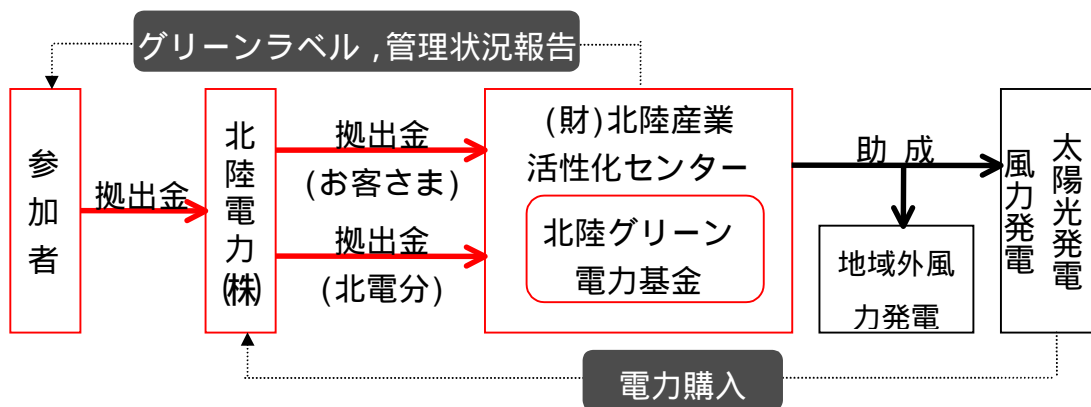 グリーンラベル ,管理状況報告
参加者
拠出金
北陸電力㈱
拠出金
(お客さま)
拠出金
(北電分)
(財)北陸産業
活性化センター
北陸グリーン
電力基金
助 成
地域外風
力発電
太陽光発電
風力発電
電力購入